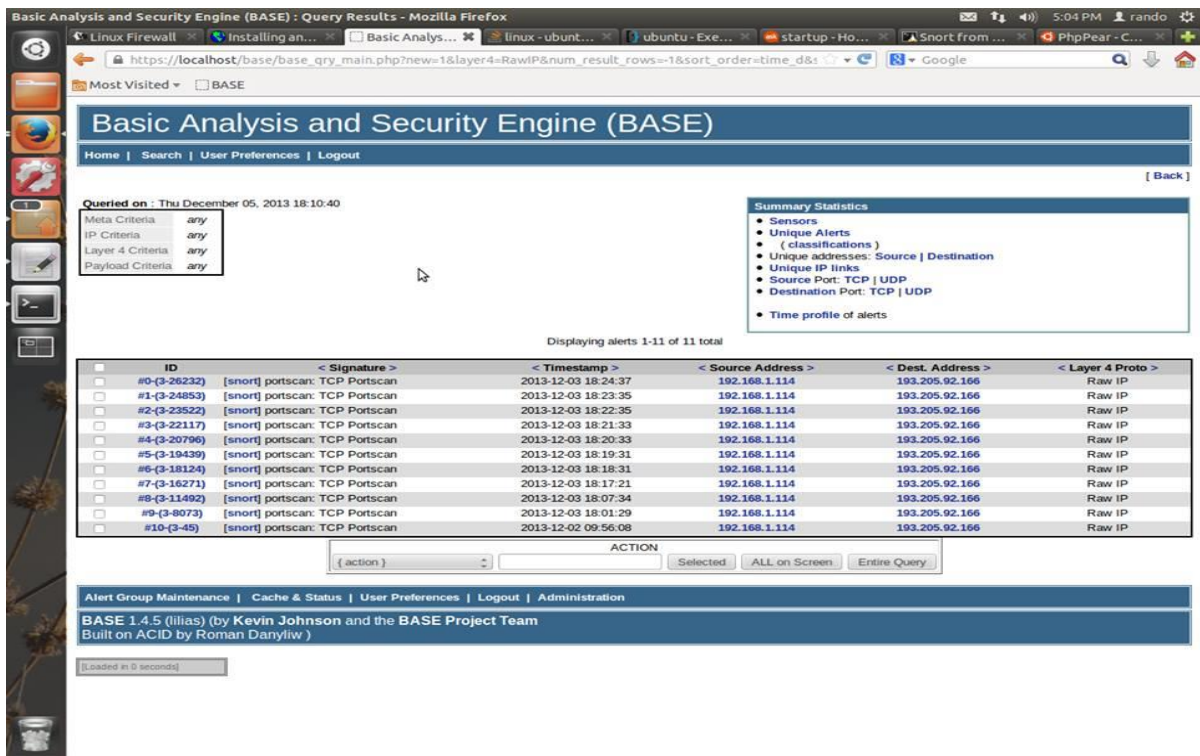 Basic Analysis and Security Engine (BASE) : Query Results - Mozilla Firefox
5:04 PM rando
Linux Firewall
Installing an...
Basic Analys...
linux - ubunt...
ubuntu - Exe...
startup - Ho...
Snort from ...
PhpPear - C...
https://localhost/base/base_qry_main.php?new=1&layer4=RawIP&num_result_rows=-1&sort_order=time_d&
Google
Most Visited
BASE
Basic Analysis and Security Engine (BASE)
Home | Search | User Preferences | Logout
[ Back ]
Queried on : Thu December 05, 2013 18:10:40
Meta Criteria any
IP Criteria any
Layer 4 Criteria any
Payload Criteria any
Summary Statistics
Sensors
Unique Alerts
( classifications )
Unique addresses: Source | Destination
Unique IP links
Source Port: TCP | UDP
Destination Port: TCP | UDP
Time profile of alerts
Displaying alerts 1-11 of 11 total
ID < Signature > < Timestamp > < Source Address > < Dest. Address > < Layer 4 Proto >
#0-(3-26232) [snort] portscan: TCP Portscan 2013-12-03 18:24:37 192.168.1.114 193.205.92.166 Raw IP
#1-(3-24853) [snort] portscan: TCP Portscan 2013-12-03 18:23:35 192.168.1.114 193.205.92.166 Raw IP
#2-(3-23522) [snort] portscan: TCP Portscan 2013-12-03 18:22:35 192.168.1.114 193.205.92.166 Raw IP
#3-(3-22117) [snort] portscan: TCP Portscan 2013-12-03 18:21:33 192.168.1.114 193.205.92.166 Raw IP
#4-(3-20796) [snort] portscan: TCP Portscan 2013-12-03 18:20:33 192.168.1.114 193.205.92.166 Raw IP
#5-(3-19439) [snort] portscan: TCP Portscan 2013-12-03 18:19:31 192.168.1.114 193.205.92.166 Raw IP
#6-(3-18124) [snort] portscan: TCP Portscan 2013-12-03 18:18:31 192.168.1.114 193.205.92.166 Raw IP
#7-(3-16271) [snort] portscan: TCP Portscan 2013-12-03 18:17:21 192.168.1.114 193.205.92.166 Raw IP
#8-(3-11492) [snort] portscan: TCP Portscan 2013-12-03 18:07:34 192.168.1.114 193.205.92.166 Raw IP
#9-(3-8073) [snort] portscan: TCP Portscan 2013-12-03 18:01:29 192.168.1.114 193.205.92.166 Raw IP
#10-(3-45) [snort] portscan: TCP Portscan 2013-12-02 09:56:08 192.168.1.114 193.205.92.166 Raw IP
ACTION
{ action } Selected ALL on Screen Entire Query
Alert Group Maintenance | Cache & Status | User Preferences | Logout | Administration
BASE 1.4.5 (lilias) (by Kevin Johnson and the BASE Project Team
Built on ACID by Roman Danyliw )
[Loaded in 0 seconds]